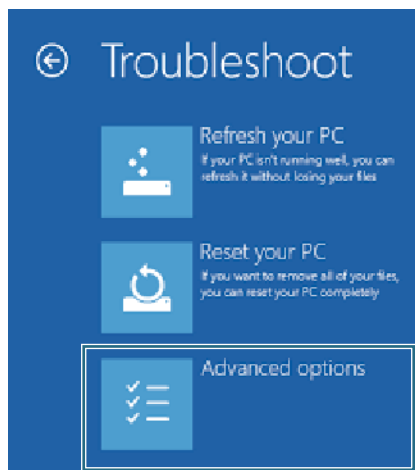 Troubleshoot
Refresh your PC
If your PC isn't running well, you can
refresh it without losing your files
Reset your PC
If you want to remove all of your files,
you can reset your PC completely
Advanced options